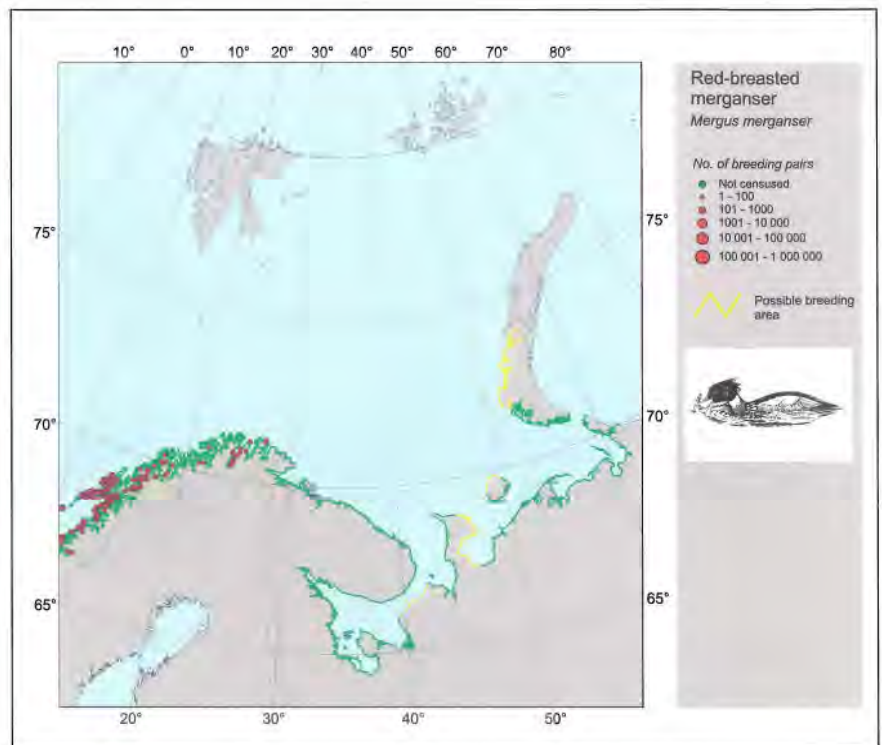 10° 0° 10° 20° 30° 40° 50° 60° 70° 80°
75° 75°
70° 70°
65° 65°
20° 30° 40° 50°
Red-breasted
merganser
Mergus merganser
No. of breeding pairs
Not censused
1 - 100
101 - 1000
1001 - 10 000
10 001 - 100 000
100 001 - 1 000 000
Possible breeding
area